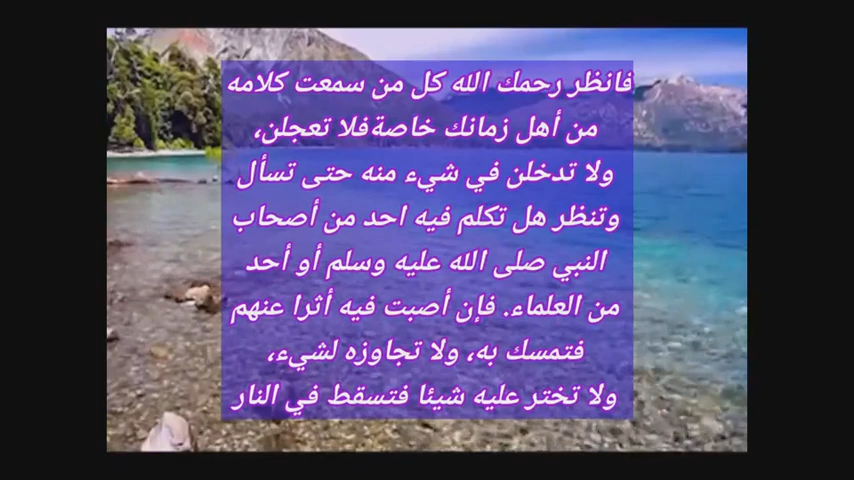 فانظر رحمك الله كل من سمعت كلامه
من أهل زمانك خاصة فلا تعجلن،
ولا تدخلن في شيء منه حتى تسأل
وتنظر هل تكلم فيه احد من أصحاب
النبي صلى الله عليه وسلم أو أحد
من العلماء. فإن أصبت فيه أثرا عنهم
فتمسك به، ولا تجاوزه لشيء،
ولا تختر عليه شيئا فتسقط في النار